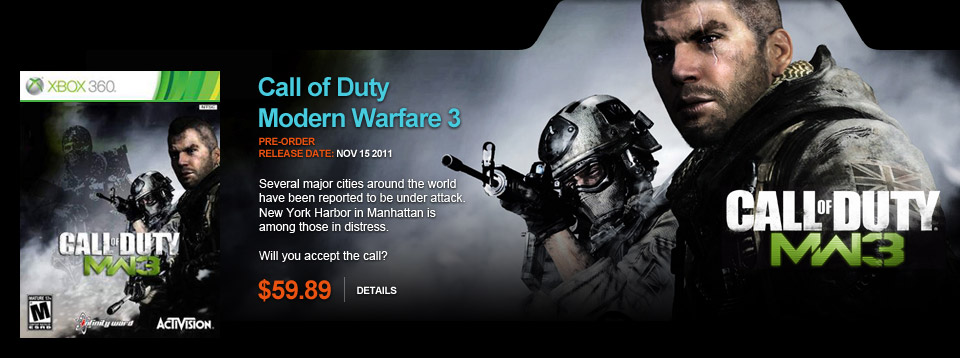 XBOX 360.
CALL OF DUTY
MW3
MATURE 17+
M
ESRB
infinity ward
ACTIVISION.
Call of Duty
Modern Warfare 3
PRE-ORDER
RELEASE DATE: NOV 15 2011
Several major cities around the world
have been reported to be under attack.
New York Harbor in Manhattan is
among those in distress.
Will you accept the call?
$59.89 DETAILS
CALL OF DUTY
MW3